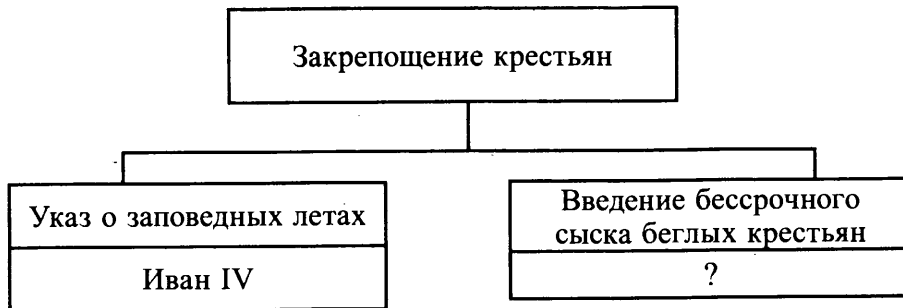 Закрепощение крестьян
Указ о заповедных летах
Иван IV
Введение бессрочного
сыска беглых крестьян
?